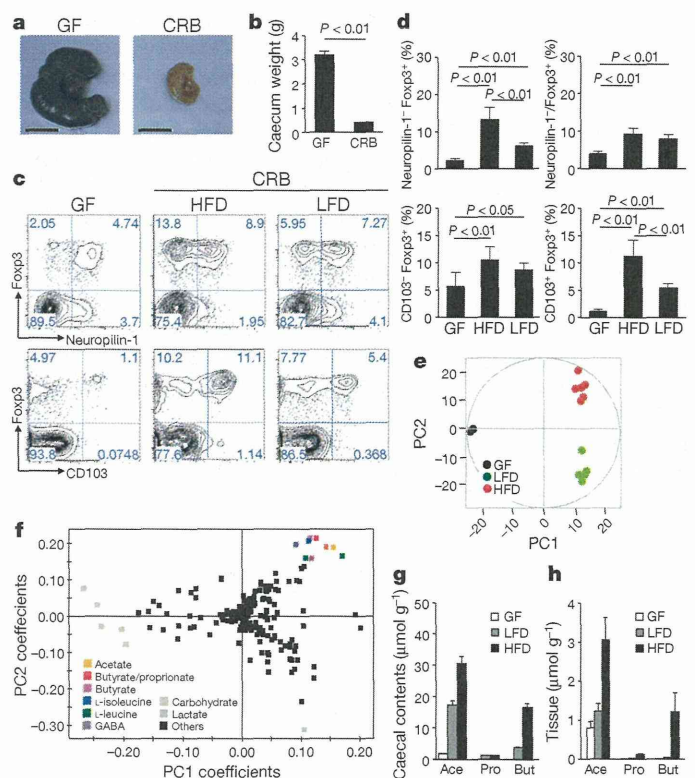 a
GF
CRB
b
Caecum weight (g)
P < 0.01
4
3
2
1
0
GF
CRB
c
CRB
GF
HFD
LFD
2.05
4.74
13.8
8.9
5.95
7.27
Foxp3
89.5
3.7
75.4
1.95
82.7
4.1
Neuropilin-1
4.97
1.1
10.2
11.1
7.77
5.4
Foxp3
93.8
0.0748
77.6
1.14
86.5
0.368
CD103
d
Neuropilin-1⁻ Foxp3⁺ (%)
30
20
10
0
P < 0.01
P < 0.01
P < 0.01
Neuropilin-1⁻/Foxp3⁺ (%)
30
20
10
0
P < 0.01
P < 0.01
CD103⁻ Foxp3⁺ (%)
20
15
10
5
0
P < 0.05
P < 0.01
GF HFD LFD
CD103⁺ Foxp3⁺ (%)
20
15
10
5
0
P < 0.01
P < 0.01
P < 0.01
GF HFD LFD
e
PC2
20
10
0
−10
−20
GF
LFD
HFD
−20 −10 0 10 20
PC1
f
PC2 coeffecients
0.20
0.10
0.00
−0.10
−0.20
−0.30
Acetate
Butyrate/proprionate
Butyrate
L-isoleucine
L-leucine
GABA
Carbohydrate
Lactate
Others
−0.20 −0.10 0.00 0.10 0.20
PC1 coefficients
g
Caecal contents (µmol g⁻¹)
50
40
30
20
10
0
GF
LFD
HFD
Ace Pro But
h
Tissue (µmol g⁻¹)
4
3
2
1
0
GF
LFD
HFD
Ace Pro But